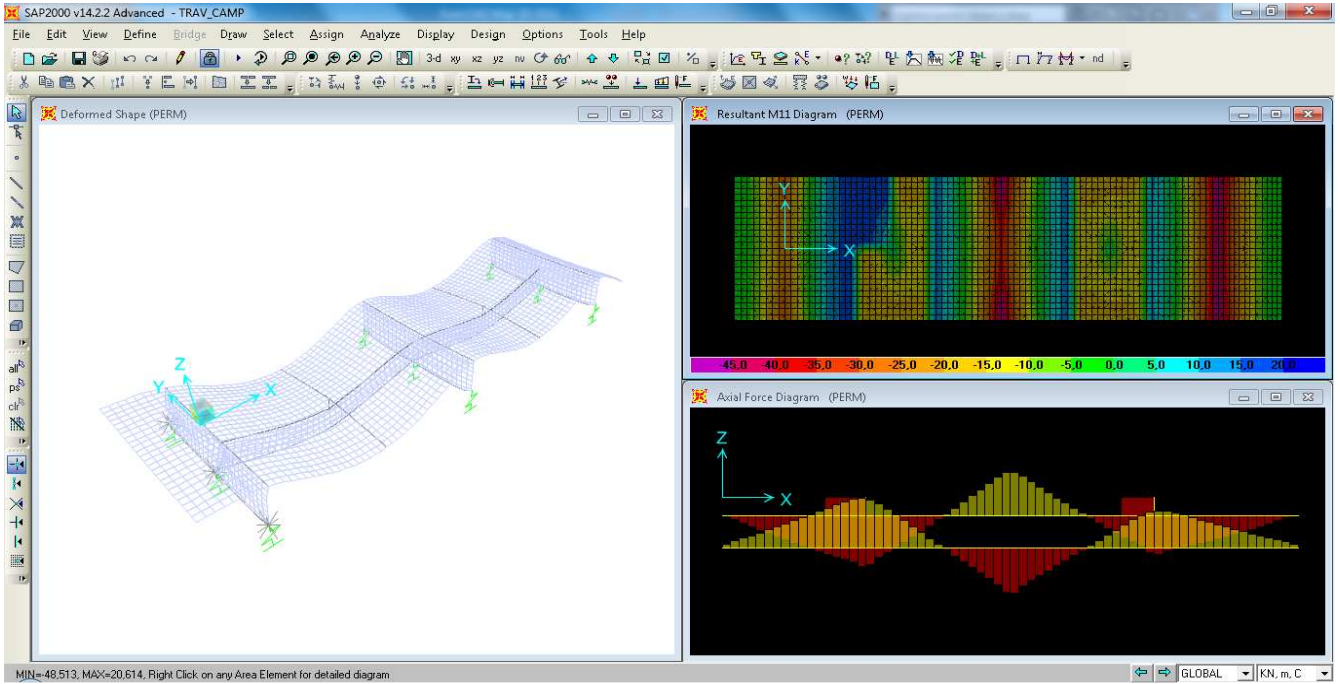 SAP2000 v14.2.2 Advanced - TRAV_CAMP
File Edit View Define Bridge Draw Select Assign Analyze Display Design Options Tools Help
3-d xy xz yz nv
nd
Deformed Shape (PERM)
Z
Y
X
Resultant M11 Diagram (PERM)
Y
X
-45,0 -40,0 -35,0 -30,0 -25,0 -20,0 -15,0 -10,0 -5,0 0,0 5,0 10,0 15,0 20,0
Axial Force Diagram (PERM)
Z
X
all
ps
clr
MIN=-48,513, MAX=20,614, Right Click on any Area Element for detailed diagram
GLOBAL
KN, m, C